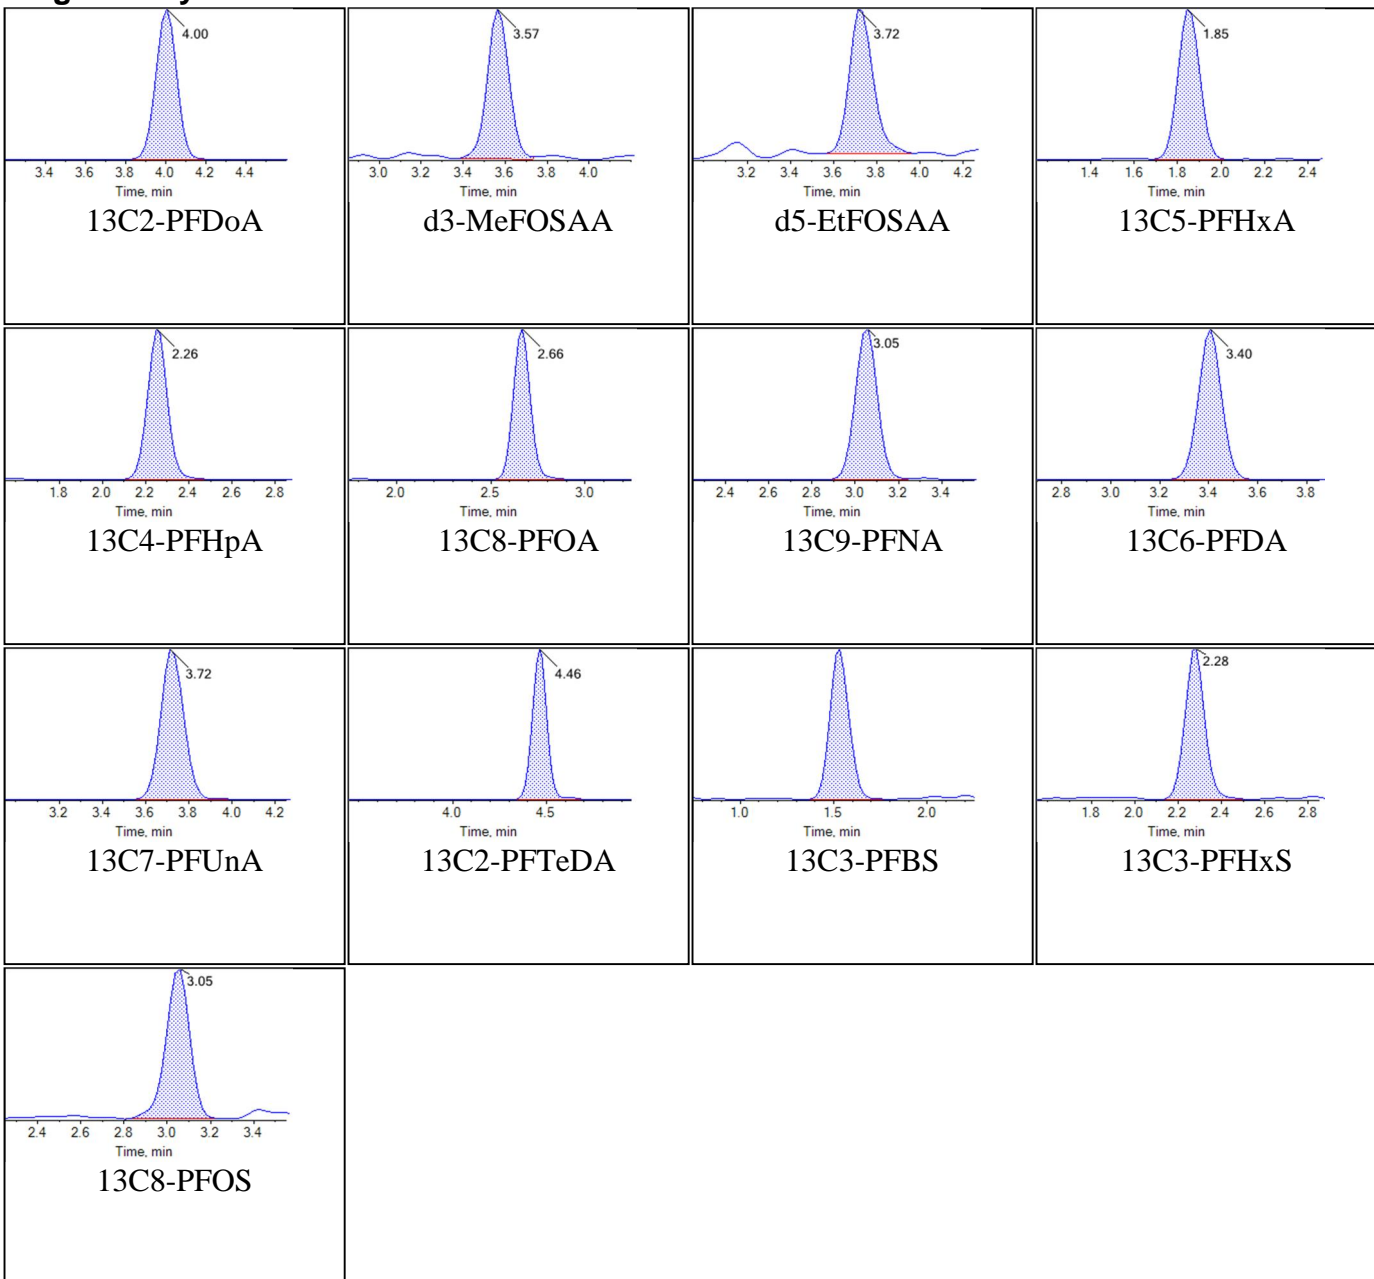 4.00
3.4 3.6 3.8 4.0 4.2 4.4
Time, min
13C2-PFDoA
3.57
3.0 3.2 3.4 3.6 3.8 4.0
Time, min
d3-MeFOSAA
3.72
3.2 3.4 3.6 3.8 4.0 4.2
Time, min
d5-EtFOSAA
1.85
1.4 1.6 1.8 2.0 2.2 2.4
Time, min
13C5-PFHxA
2.26
1.8 2.0 2.2 2.4 2.6 2.8
Time, min
13C4-PFHpA
2.66
2.0 2.5 3.0
Time, min
13C8-PFOA
3.05
2.4 2.6 2.8 3.0 3.2 3.4
Time, min
13C9-PFNA
3.40
2.8 3.0 3.2 3.4 3.6 3.8
Time, min
13C6-PFDA
3.72
3.2 3.4 3.6 3.8 4.0 4.2
Time, min
13C7-PFUnA
4.46
4.0 4.5
Time, min
13C2-PFTeDA
1.0 1.5 2.0
Time, min
13C3-PFBS
2.28
1.8 2.0 2.2 2.4 2.6 2.8
Time, min
13C3-PFHxS
3.05
2.4 2.6 2.8 3.0 3.2 3.4
Time, min
13C8-PFOS